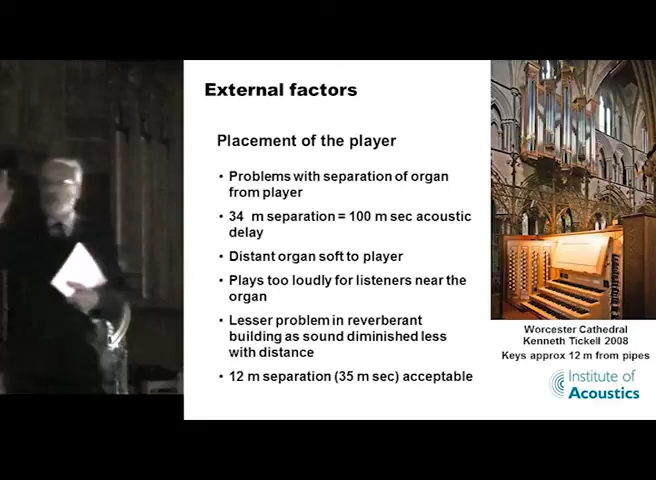 External factors
Placement of the player
• Problems with separation of organ
from player
• 34 m separation = 100 m sec acoustic
delay
• Distant organ soft to player
• Plays too loudly for listeners near the
organ
• Lesser problem in reverberant
building as sound diminished less
with distance
• 12 m separation (35 m sec) acceptable
Worcester Cathedral
Kenneth Tickell 2008
Keys approx 12 m from pipes
Institute of
Acoustics